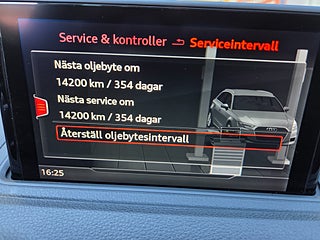 Service & kontroller Serviceintervall
Nästa oljebyte om
14200 km / 354 dagar
Nästa service om
14200 km / 354 dagar
Återställ oljebytesintervall
16:25